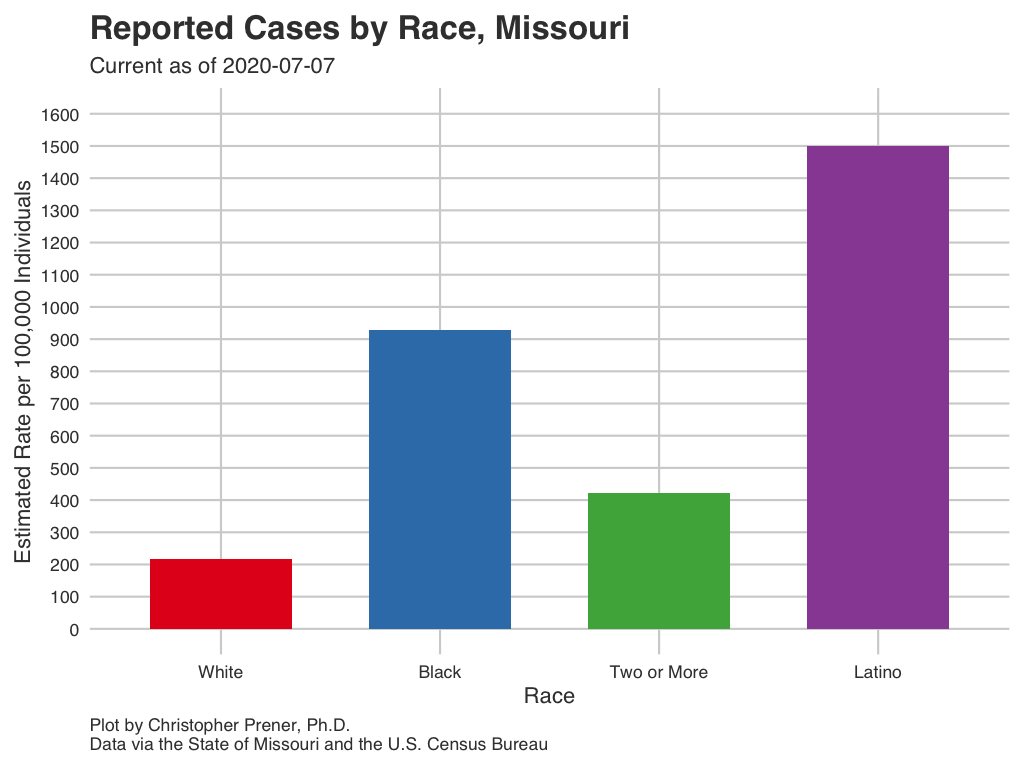 Reported Cases by Race, Missouri
Current as of 2020-07-07
Estimated Rate per 100,000 Individuals
1600
1500
1400
1300
1200
1100
1000
900
800
700
600
500
400
300
200
100
0
White Black Two or More Latino
Race
Plot by Christopher Prener, Ph.D.
Data via the State of Missouri and the U.S. Census Bureau